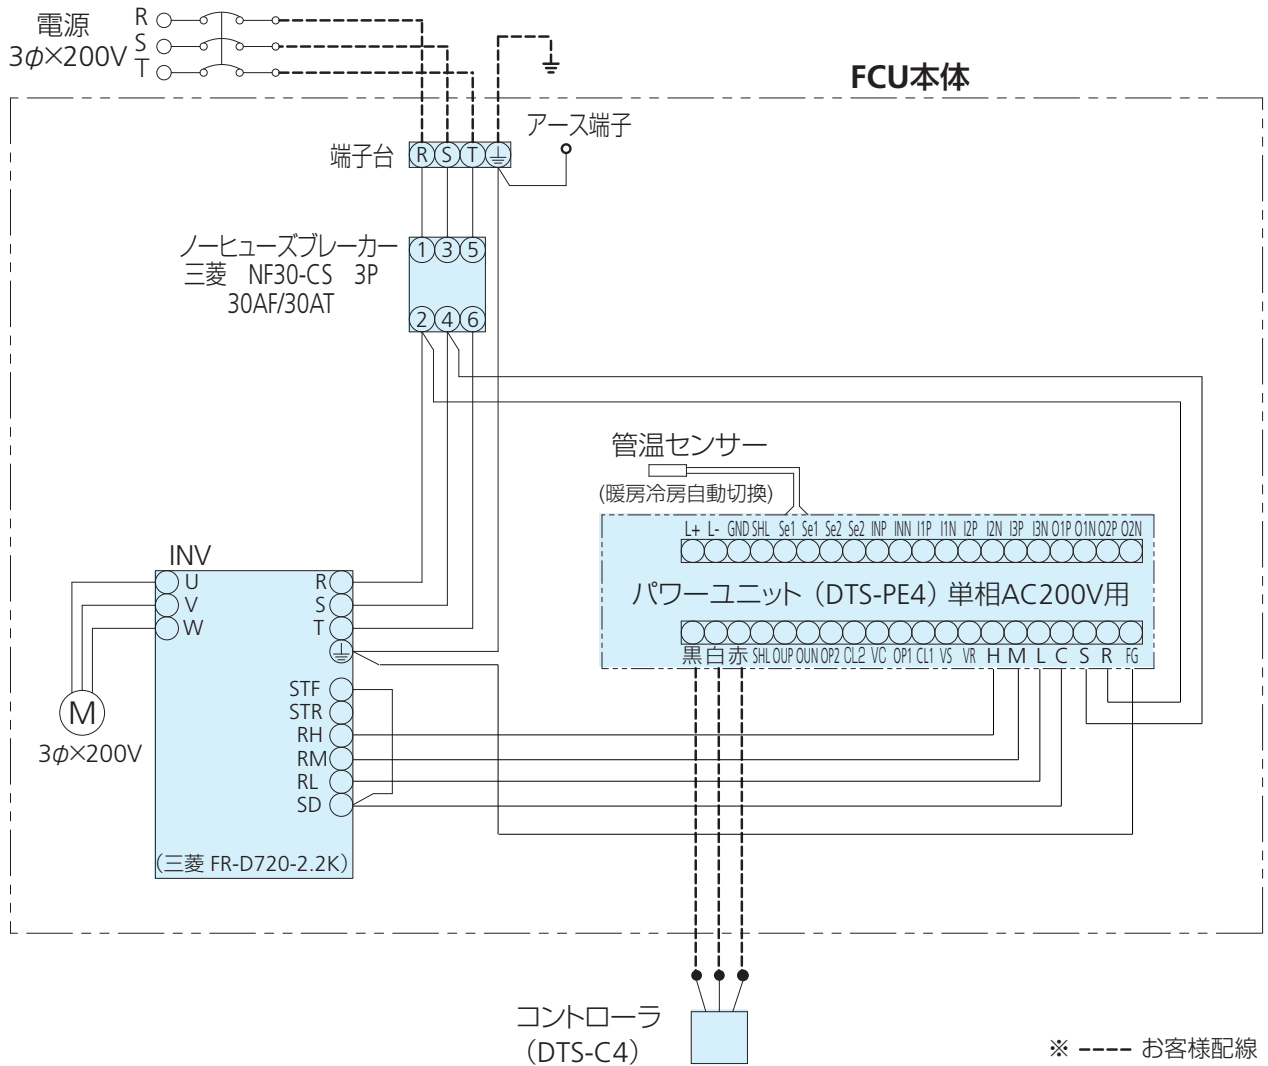 電源
3φ×200V
R
S
T
FCU本体
アース端子
端子台
R S T
ノーヒューズブレーカー
三菱 NF30-CS 3P
30AF/30AT
1 3 5
2 4 6
管温センサー
(暖房冷房自動切換)
L+ L- GND SHL Se1 Se1 Se2 Se2 INP INN I1P I1N I2P I2N I3P I3N O1P O1N O2P O2N
パワーユニット（DTS-PE4）単相AC200V用
黒 白 赤 SHL OUP OUN OP2 CL2 VC OP1 CL1 VS VR H M L C S R FG
INV
U
V
W
R
S
T
STF
STR
RH
RM
RL
SD
(三菱 FR-D720-2.2K)
M
3φ×200V
コントローラ
（DTS-C4）
※ ---- お客様配線